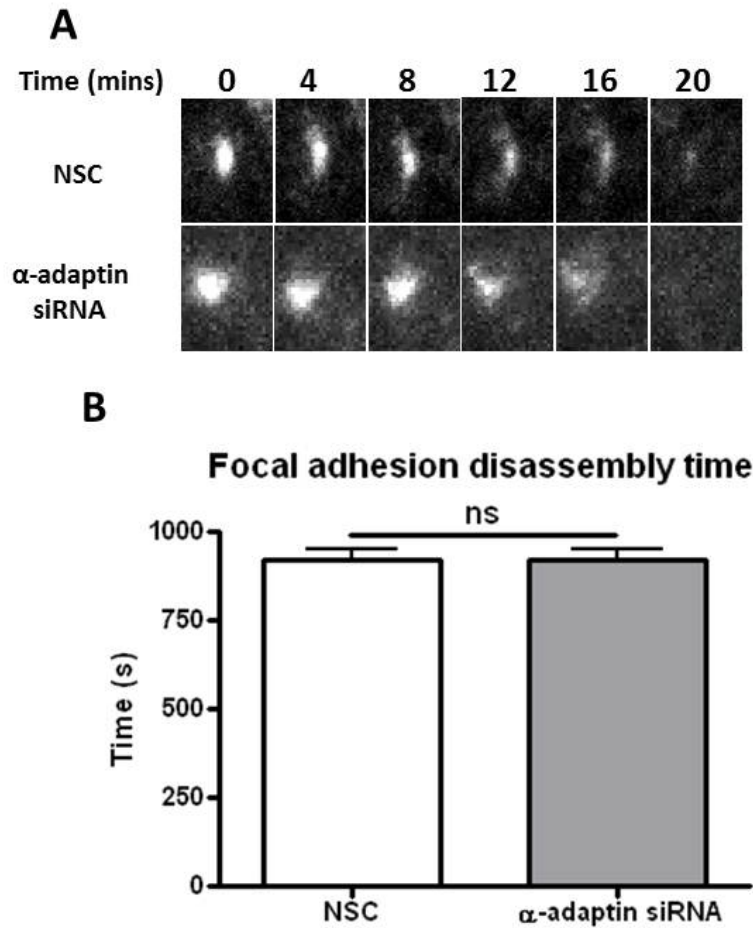 A
Time (mins) 0 4 8 12 16 20
NSC
α-adaptin
siRNA
B
Focal adhesion disassembly time
ns
1000
750
500
250
0
Time (s)
NSC α-adaptin siRNA